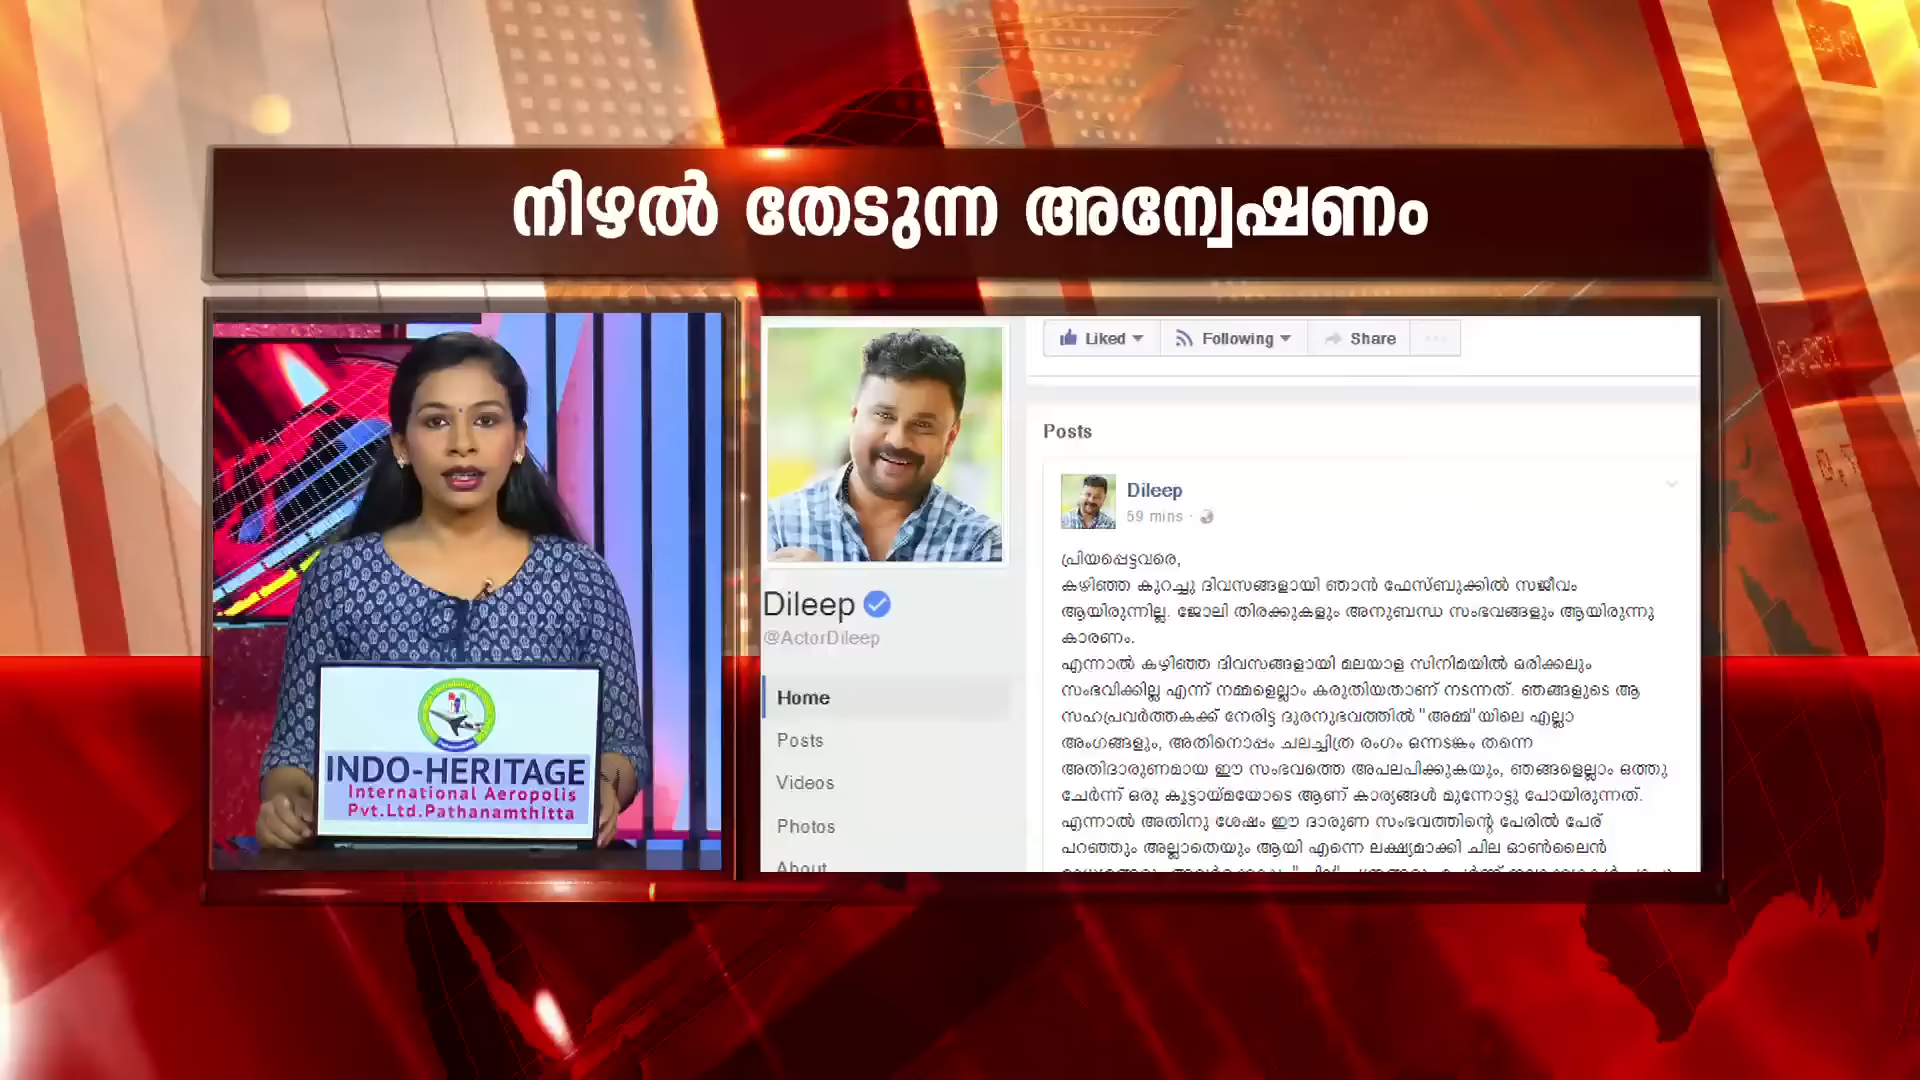 നിഴൽ തേടുന്ന അന്വേഷണം
INDO-HERITAGE
International Aeropolis
Pvt.Ltd.Pathanamthitta
Dileep
@ActorDileep
Home
Posts
Videos
Photos
About
Liked
Following
Share
Posts
Dileep
59 mins ·
പ്രിയപ്പെട്ടവരെ,
കഴിഞ്ഞ കുറച്ചു ദിവസങ്ങളായി ഞാൻ ഫേസ്ബുക്കിൽ സജീവം
ആയിരുന്നില്ല. ജോലി തിരക്കുകളും അനുബന്ധ സംഭവങ്ങളും ആയിരുന്നു
കാരണം.
എന്നാൽ കഴിഞ്ഞ ദിവസങ്ങളായി മലയാള സിനിമയിൽ ഒരിക്കലും
സംഭവിക്കില്ല എന്ന് നമ്മളെല്ലാം കരുതിയതാണ് നടന്നത്. ഞങ്ങളുടെ ആ
സഹപ്രവർത്തകക്ക് നേരിട്ട ദുരനുഭവത്തിൽ "അമ്മ"യിലെ എല്ലാ
അംഗങ്ങളും, അതിനൊപ്പം ചലച്ചിത്ര രംഗം ഒന്നടങ്കം തന്നെ
അതിദാരുണമായ ഈ സംഭവത്തെ അപലപിക്കുകയും, ഞങ്ങളെല്ലാം ഒത്തു
ചേർന്ന് ഒരു കൂട്ടായ്മയോടെ ആണ് കാര്യങ്ങൾ മുന്നോട്ടു പോയിരുന്നത്.
എന്നാൽ അതിനു ശേഷം ഈ ദാരുണ സംഭവത്തിന്റെ പേരിൽ പേര്
പറഞ്ഞും അല്ലാതെയും ആയി എന്നെ ലക്ഷ്യമാക്കി ചില ഓൺലൈൻ